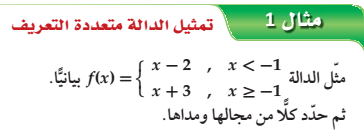 مثال 1 تمثيل الدالة متعددة التعريف
مثّل الدالة f(x) = { x − 2 , x < −1
x + 3 , x ≥ −1 بيانيًّا.
ثم حدّد كلًّا من مجالها ومداها.